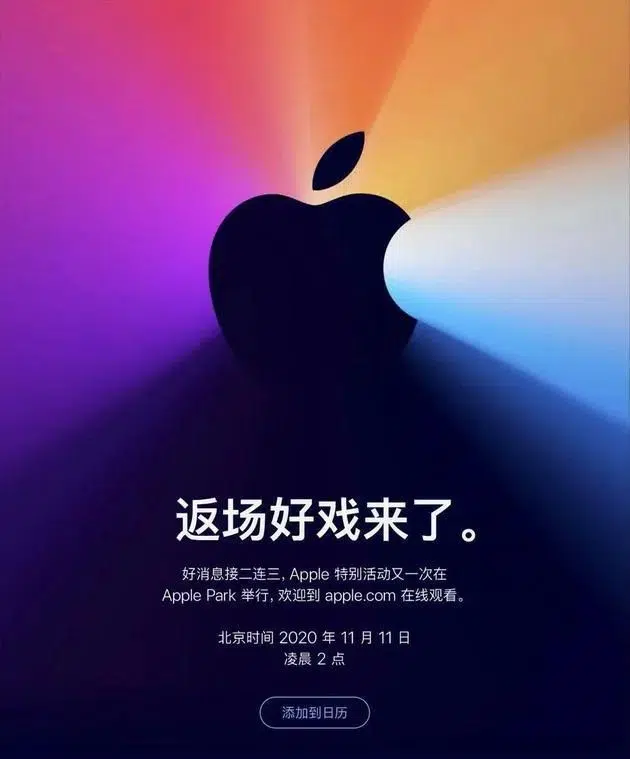 返场好戏来了。
好消息接二连三, Apple 特别活动又一次在
Apple Park 举行, 欢迎到 apple.com 在线观看。
北京时间 2020 年 11 月 11 日
凌晨 2 点
添加到日历